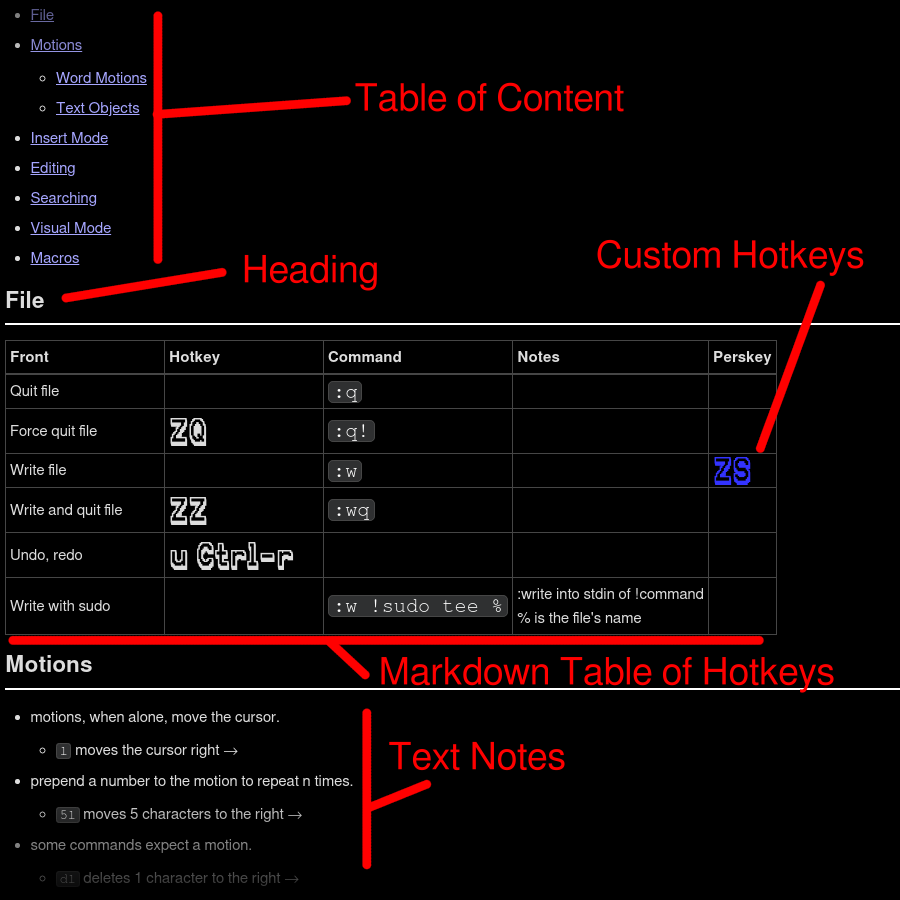 File
Motions
Word Motions
Text Objects
Table of Content
Insert Mode
Editing
Searching
Visual Mode
Macros
Heading
Custom Hotkeys
File
Front Hotkey Command Notes Perskey
Quit file :q
Force quit file ZQ :q!
Write file :w ZS
Write and quit file ZZ :wq
Undo, redo u Ctrl-r
Write with sudo :w !sudo tee % :write into stdin of !command
% is the file's name
Motions
Markdown Table of Hotkeys
motions, when alone, move the cursor.
l moves the cursor right →
Text Notes
prepend a number to the motion to repeat n times.
5l moves 5 characters to the right →
some commands expect a motion.
dl deletes 1 character to the right →